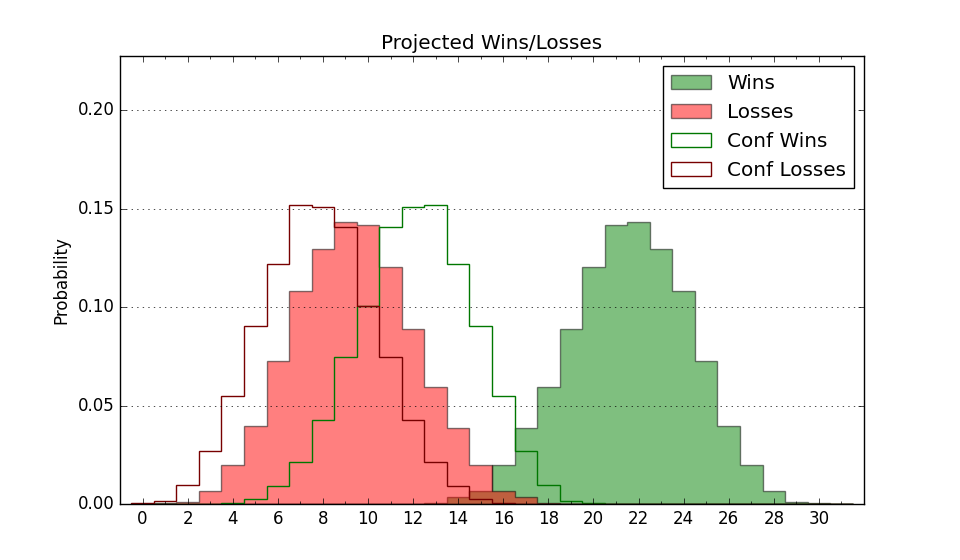 Projected Wins/Losses
Wins
Losses
Conf Wins
Conf Losses
Probability
0.20
0.15
0.10
0.05
0.00
0 2 4 6 8 10 12 14 16 18 20 22 24 26 28 30